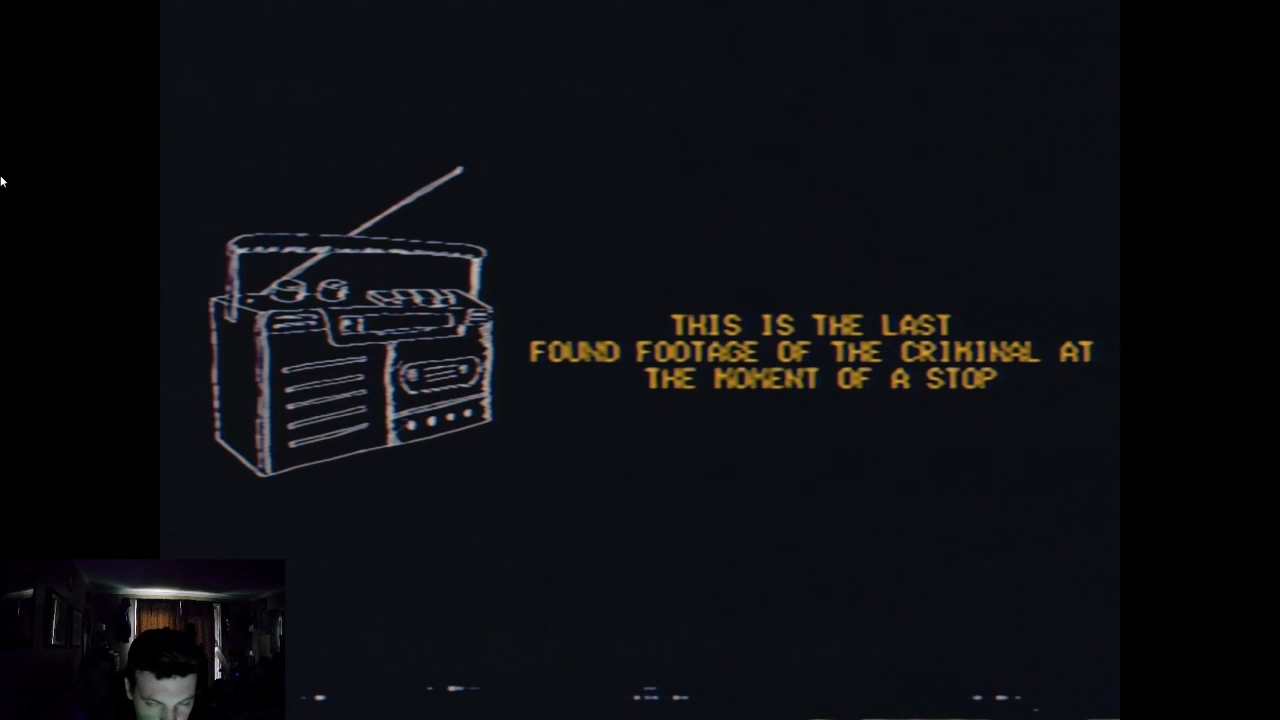 THIS IS THE LAST
FOUND FOOTAGE OF THE CRIMINAL AT
THE MOMENT OF A STOP